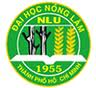 ĐẠI HỌC NÔNG LÂM
NLU
1955
THÀNH PHỐ HỒ CHÍ MINH